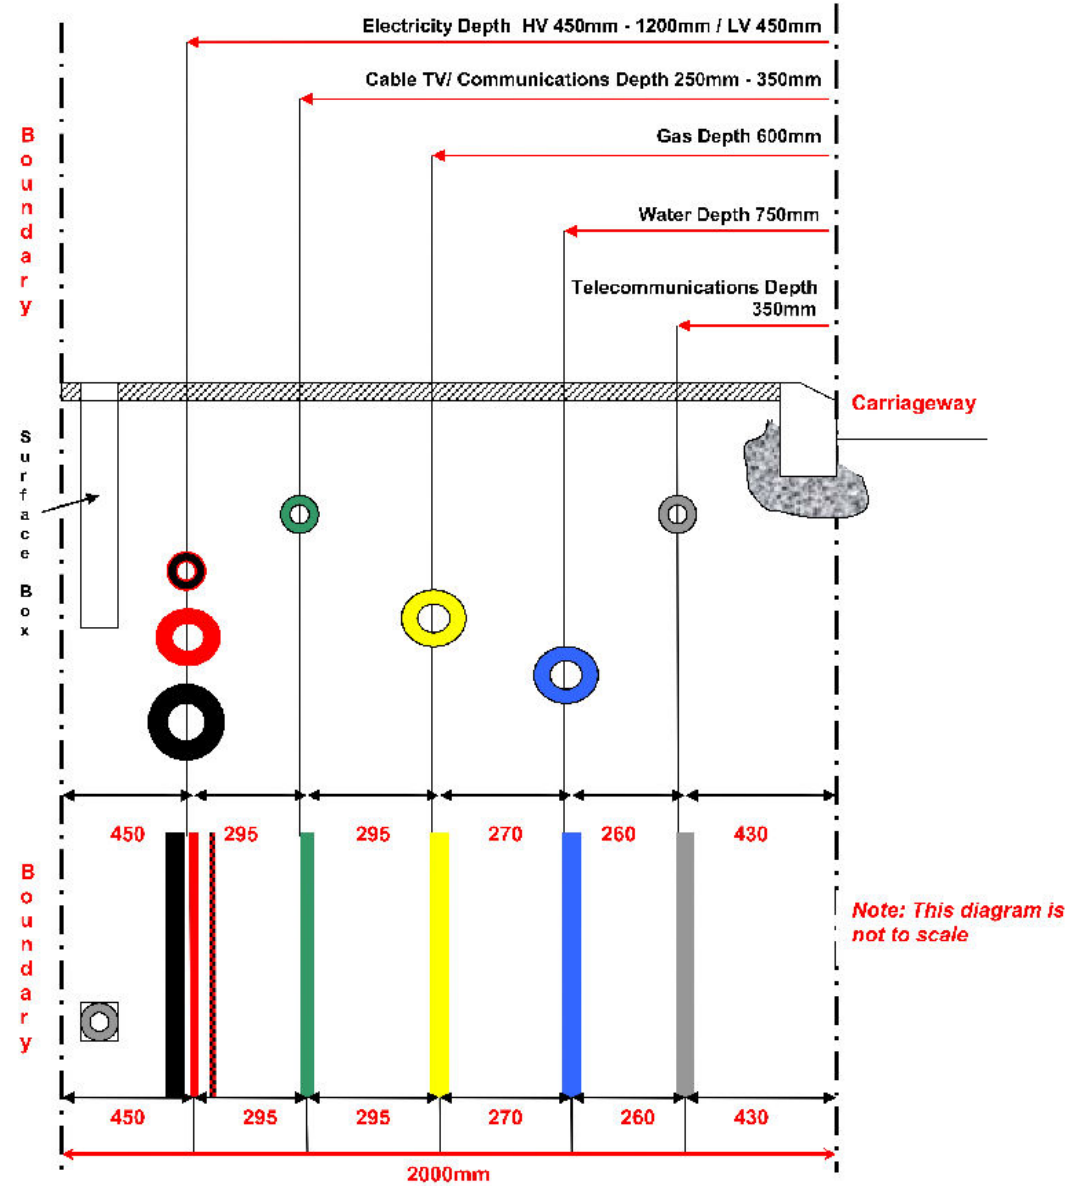 Electricity Depth HV 450mm - 1200mm / LV 450mm
Cable TV/ Communications Depth 250mm - 350mm
Gas Depth 600mm
Water Depth 750mm
Telecommunications Depth
350mm
Boundary
Carriageway
Surface Box
450 295 295 270 260 430
Boundary
Note: This diagram is
not to scale
450 295 295 270 260 430
2000mm